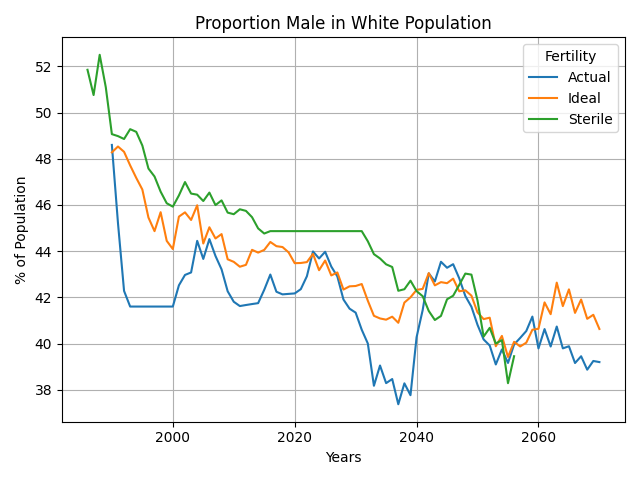 Proportion Male in White Population
Fertility
Actual
Ideal
Sterile
% of Population
52
50
48
46
44
42
40
38
2000
2020
2040
2060
Years